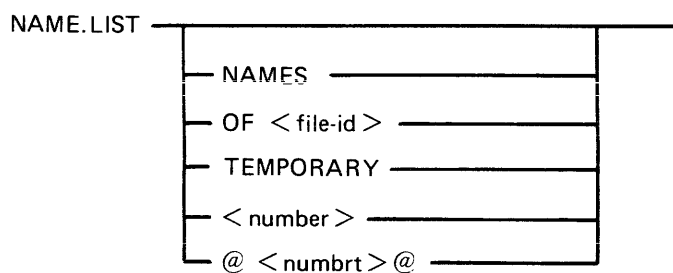 NAME.LIST
NAMES
OF <file-id>
TEMPORARY
<number>
@ <numbrt> @